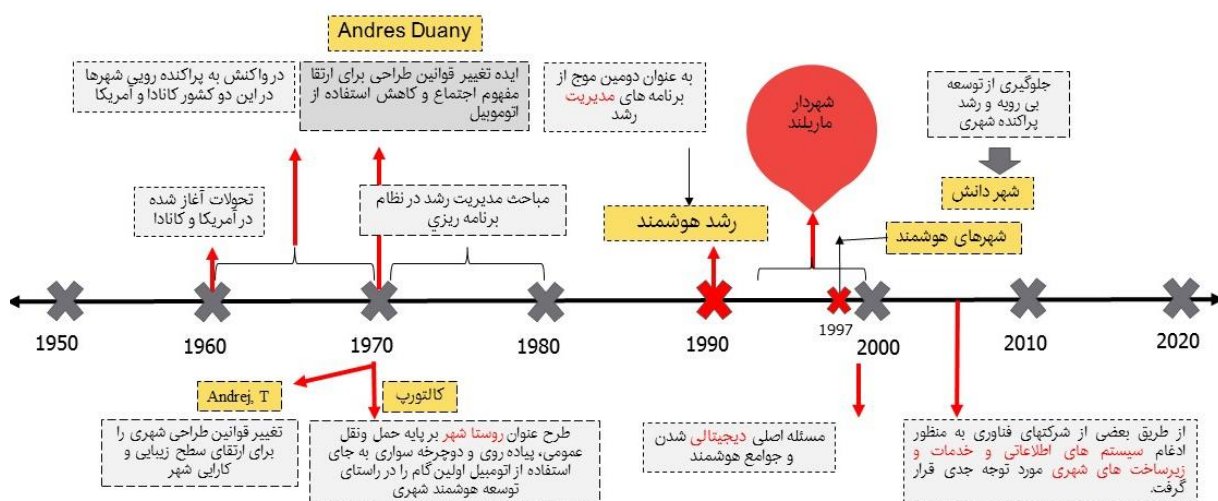 Andres Duany
در واکنش به پراکنده رویی شهرها
در این دو کشور کانادا و آمریکا
ایده تغییر قوانین طراحی برای ارتقا
مفهوم اجتماع و کاهش استفاده از
اتوموبیل
به عنوان دومین موج از
برنامه های مدیریت
رشد
شهردار
ماریلند
جلوگیری از توسعه
بی رویه و رشد
پراکنده شهری
شهر دانش
تحولات آغاز شده
در آمریکا و کانادا
مباحث مدیریت رشد در نظام
برنامه ریزي
رشد هوشمند
شهرهای هوشمند
1950
1960
1970
1980
1990
1997
2000
2010
2020
Andrej, T
تغییر قوانین طراحی شهری را
برای ارتقای سطح زیبایی و
کارایی شهر
کالتورپ
طرح عنوان روستا شهر بر پایه حمل ونقل
عمومی، پیاده روی و دوچرخه سواری به جای
استفاده از اتومبیل اولین گام را در راستای
توسعه هوشمند شهری
مسئله اصلی دیجیتالی شدن
و جوامع هوشمند
از طریق بعضی از شرکتهای فناوری به منظور
ادغام سیستم های اطلاعاتی و خدمات و
زیرساخت های شهری مورد توجه جدی قرار
گرفت.